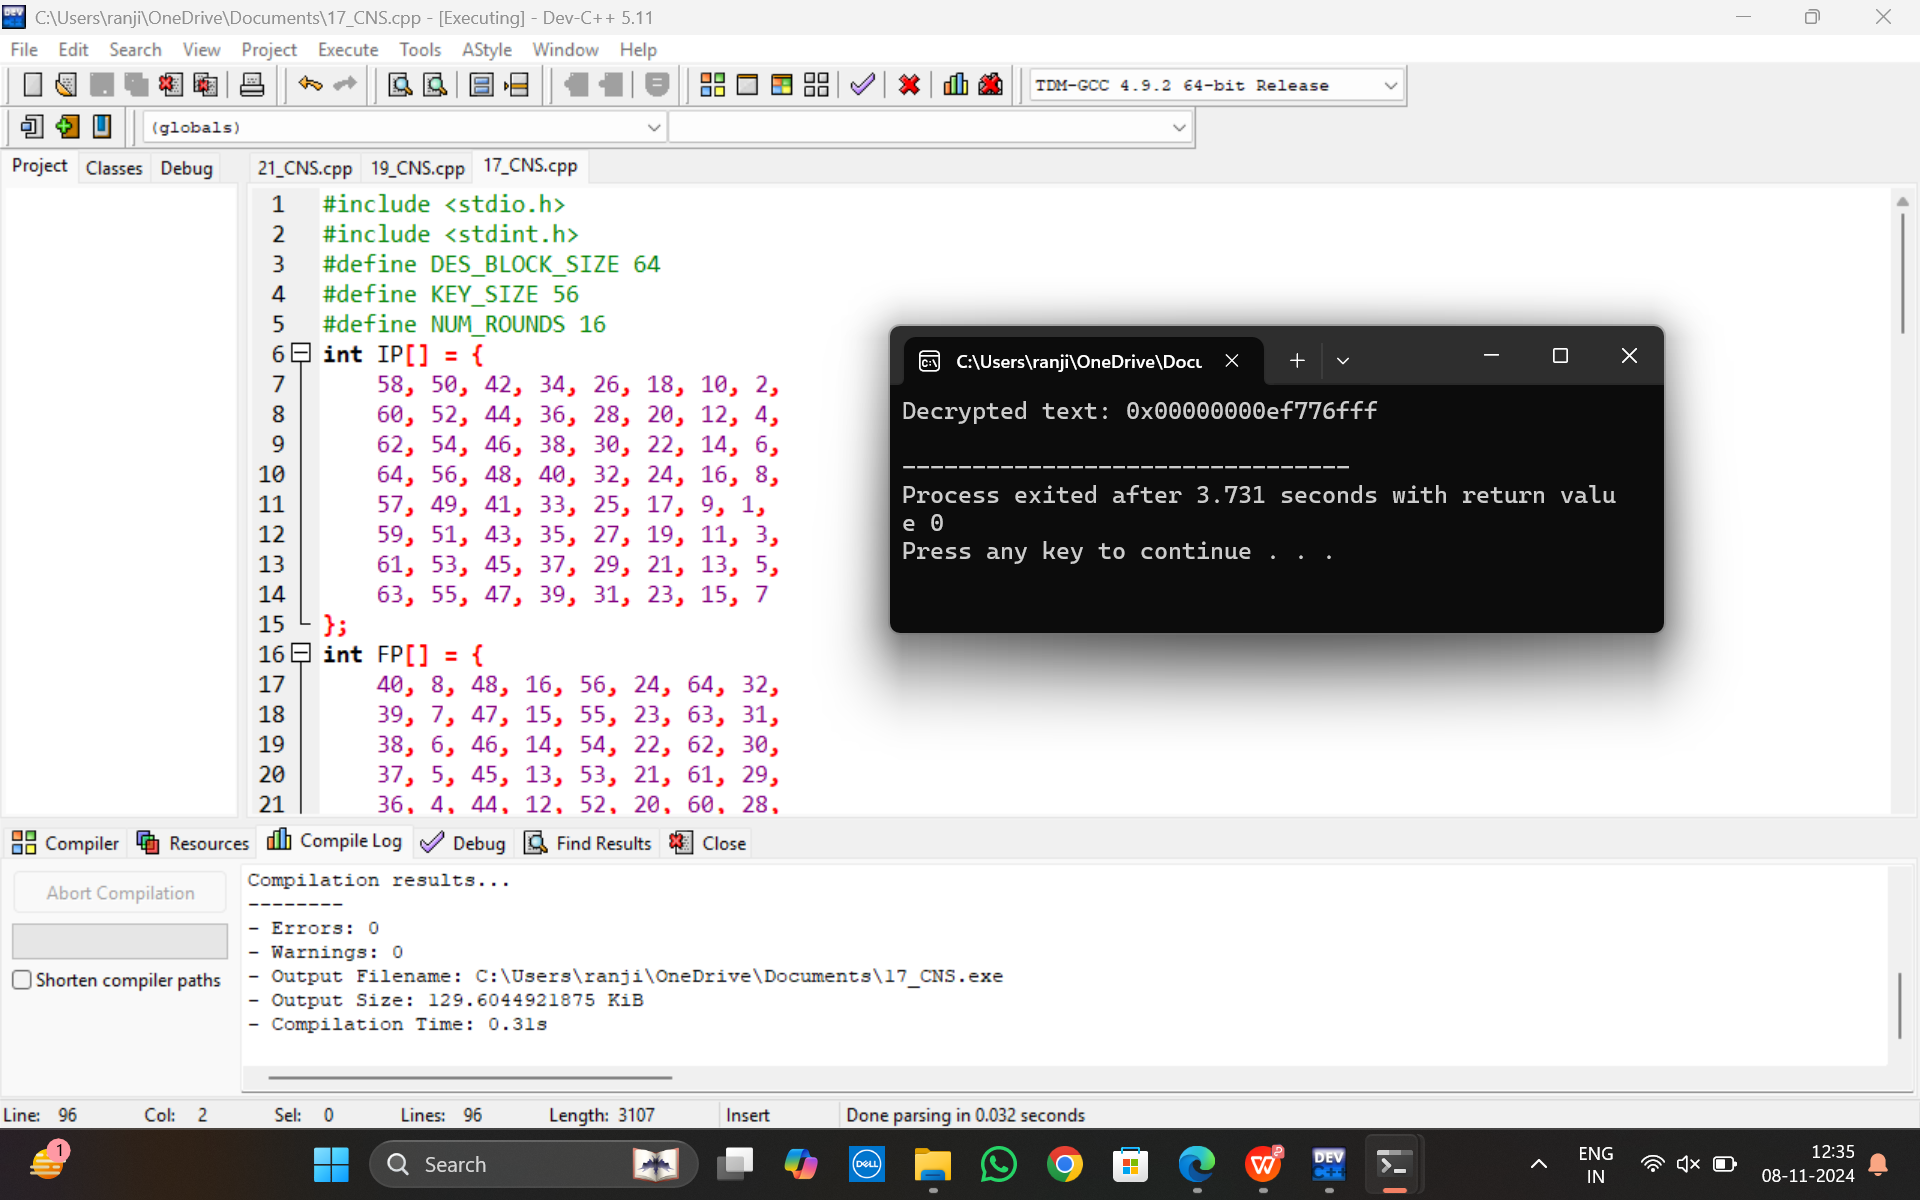 C:\Users\ranji\OneDrive\Documents\17_CNS.cpp - [Executing] - Dev-C++ 5.11
File Edit Search View Project Execute Tools AStyle Window Help
TDM-GCC 4.9.2 64-bit Release
(globals)
Project Classes Debug
21_CNS.cpp 19_CNS.cpp 17_CNS.cpp
1 #include <stdio.h>
2 #include <stdint.h>
3 #define DES_BLOCK_SIZE 64
4 #define KEY_SIZE 56
5 #define NUM_ROUNDS 16
6 int IP[] = {
7 58, 50, 42, 34, 26, 18, 10, 2,
8 60, 52, 44, 36, 28, 20, 12, 4,
9 62, 54, 46, 38, 30, 22, 14, 6,
10 64, 56, 48, 40, 32, 24, 16, 8,
11 57, 49, 41, 33, 25, 17, 9, 1,
12 59, 51, 43, 35, 27, 19, 11, 3,
13 61, 53, 45, 37, 29, 21, 13, 5,
14 63, 55, 47, 39, 31, 23, 15, 7
15 };
16 int FP[] = {
17 40, 8, 48, 16, 56, 24, 64, 32,
18 39, 7, 47, 15, 55, 23, 63, 31,
19 38, 6, 46, 14, 54, 22, 62, 30,
20 37, 5, 45, 13, 53, 21, 61, 29,
21 36, 4, 44, 12, 52, 20, 60, 28,
C:\Users\ranji\OneDrive\Docu
Decrypted text: 0x00000000ef776fff
--------------------------------
Process exited after 3.731 seconds with return valu
e 0
Press any key to continue . . .
Compiler Resources Compile Log Debug Find Results Close
Abort Compilation
Shorten compiler paths
Compilation results...
--------
- Errors: 0
- Warnings: 0
- Output Filename: C:\Users\ranji\OneDrive\Documents\17_CNS.exe
- Output Size: 129.6044921875 KiB
- Compilation Time: 0.31s
Line: 96 Col: 2 Sel: 0 Lines: 96 Length: 3107 Insert Done parsing in 0.032 seconds
1
Search
DELL
DEV C++
ENG
IN
12:35
08-11-2024